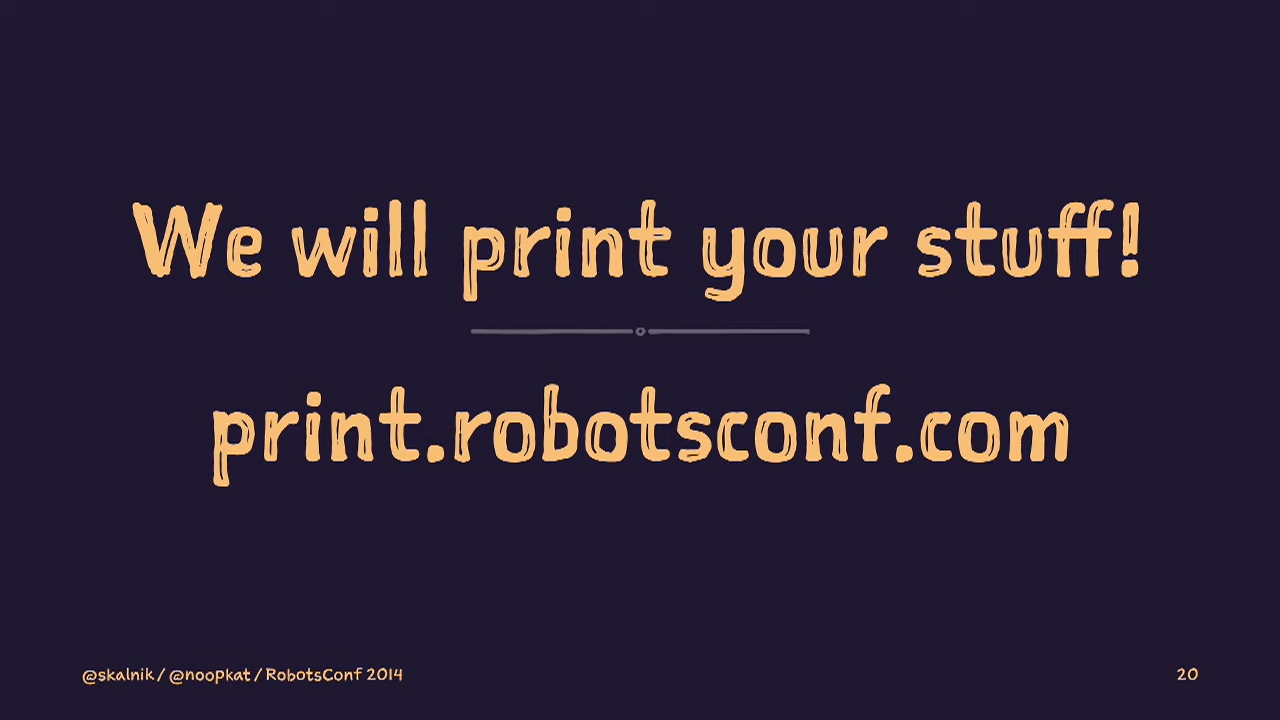 We will print your stuff!
print.robotsconf.com
@skalnik / @noopkat / RobotsConf 2014
20